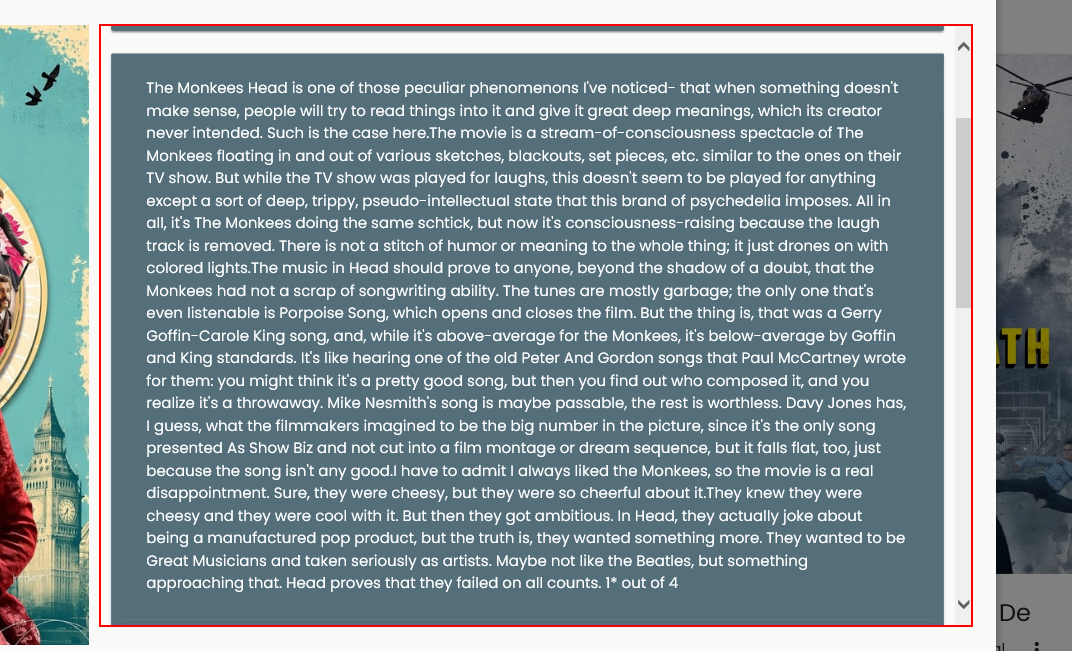 The Monkees Head is one of those peculiar phenomenons I've noticed- that when something doesn't
make sense, people will try to read things into it and give it great deep meanings, which its creator
never intended. Such is the case here.The movie is a stream-of-consciousness spectacle of The
Monkees floating in and out of various sketches, blackouts, set pieces, etc. similar to the ones on their
TV show. But while the TV show was played for laughs, this doesn't seem to be played for anything
except a sort of deep, trippy, pseudo-intellectual state that this brand of psychedelia imposes. All in
all, it's The Monkees doing the same schtick, but now it's consciousness-raising because the laugh
track is removed. There is not a stitch of humor or meaning to the whole thing; it just drones on with
colored lights.The music in Head should prove to anyone, beyond the shadow of a doubt, that the
Monkees had not a scrap of songwriting ability. The tunes are mostly garbage; the only one that's
even listenable is Porpoise Song, which opens and closes the film. But the thing is, that was a Gerry
Goffin-Carole King song, and, while it's above-average for the Monkees, it's below-average by Goffin
and King standards. It's like hearing one of the old Peter And Gordon songs that Paul McCartney wrote
for them: you might think it's a pretty good song, but then you find out who composed it, and you
realize it's a throwaway. Mike Nesmith's song is maybe passable, the rest is worthless. Davy Jones has,
I guess, what the filmmakers imagined to be the big number in the picture, since it's the only song
presented As Show Biz and not cut into a film montage or dream sequence, but it falls flat, too, just
because the song isn't any good.I have to admit I always liked the Monkees, so the movie is a real
disappointment. Sure, they were cheesy, but they were so cheerful about it.They knew they were
cheesy and they were cool with it. But then they got ambitious. In Head, they actually joke about
being a manufactured pop product, but the truth is, they wanted something more. They wanted to be
Great Musicians and taken seriously as artists. Maybe not like the Beatles, but something
approaching that. Head proves that they failed on all counts. 1* out of 4
ATH
De